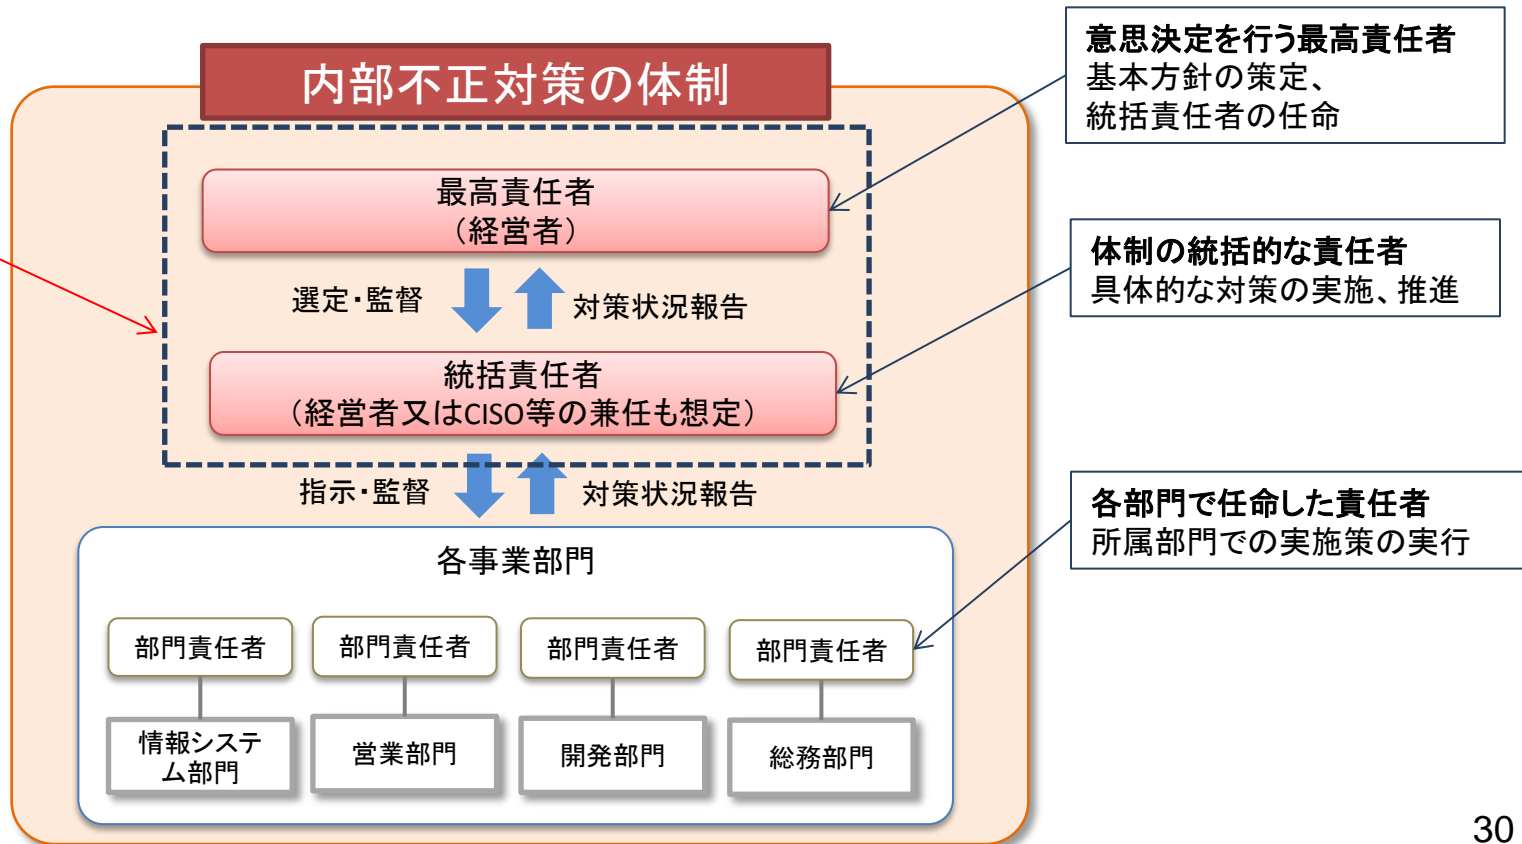 内部不正対策の体制
意思決定を行う最高責任者
基本方針の策定、
統括責任者の任命
最高責任者
（経営者）
選定・監督
対策状況報告
体制の統括的な責任者
具体的な対策の実施、推進
統括責任者
（経営者又はCISO等の兼任も想定）
指示・監督
対策状況報告
各部門で任命した責任者
所属部門での実施策の実行
各事業部門
部門責任者
部門責任者
部門責任者
部門責任者
情報システ
ム部門
営業部門
開発部門
総務部門
30